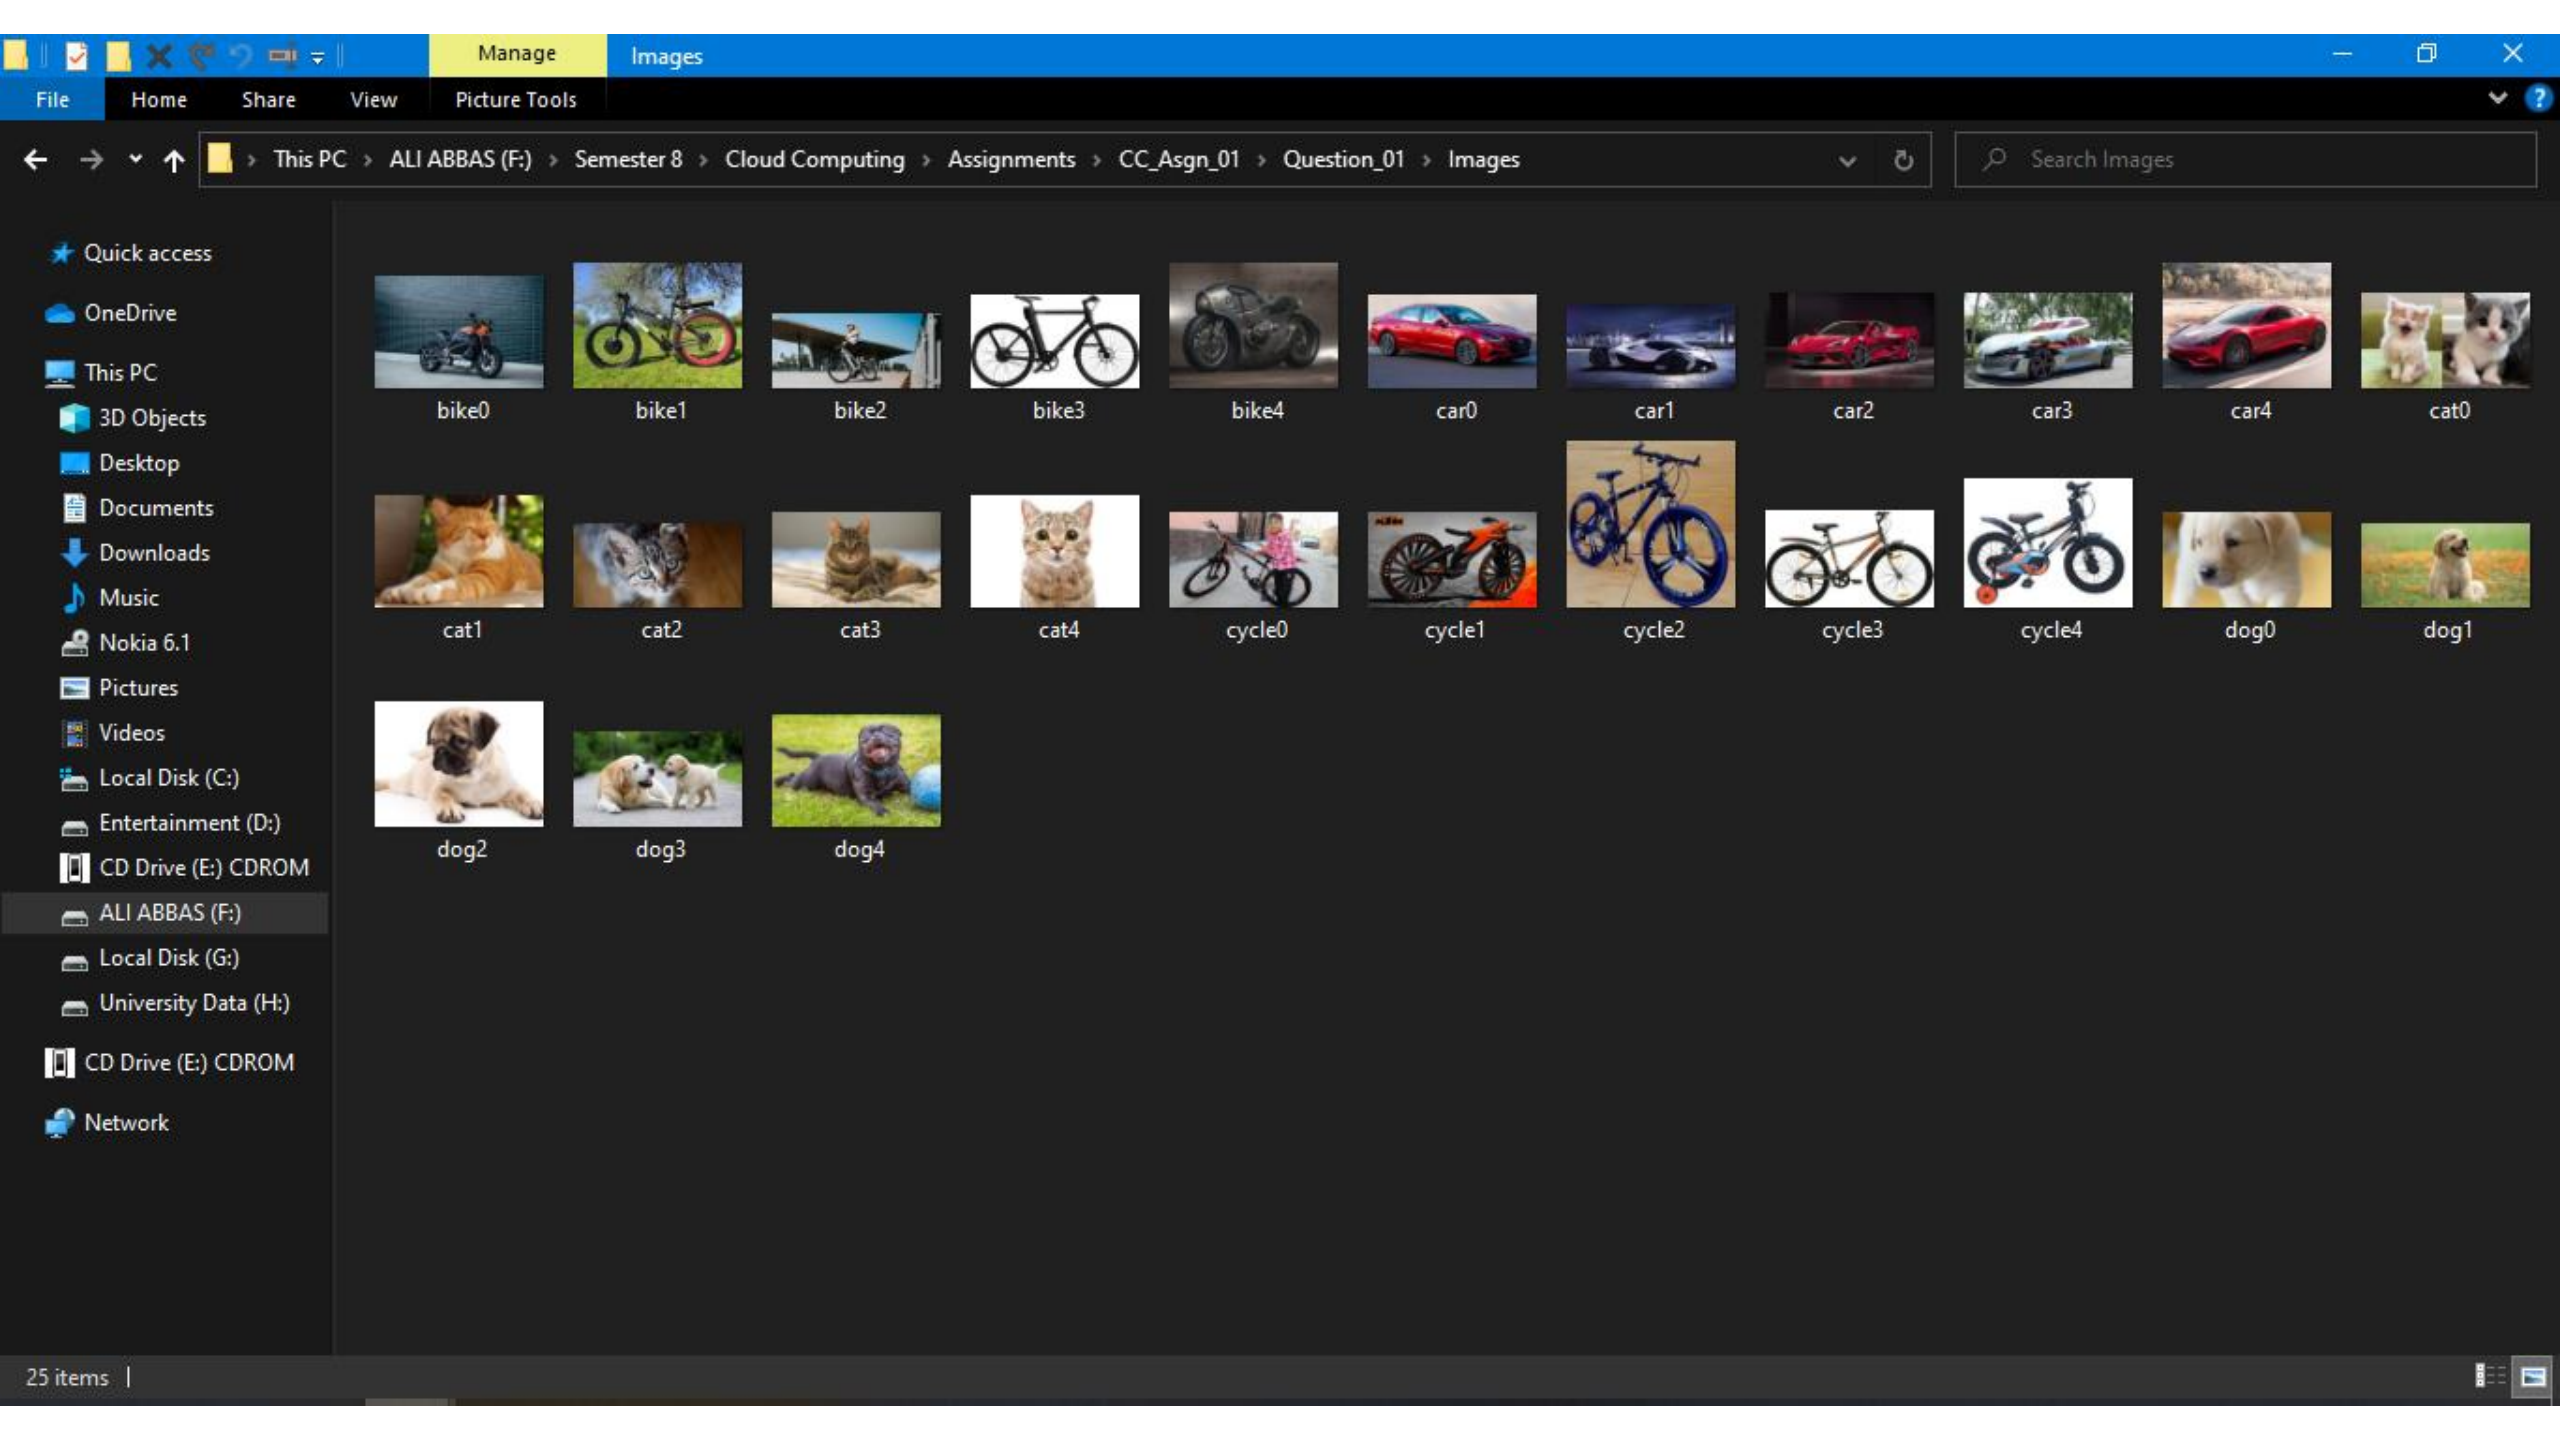 Manage
Images
File
Home
Share
View
Picture Tools
This PC
ALI ABBAS (F:)
Semester 8
Cloud Computing
Assignments
CC_Asgn_01
Question_01
Images
Search Images
Quick access
OneDrive
This PC
3D Objects
Desktop
Documents
Downloads
Music
Nokia 6.1
Pictures
Videos
Local Disk (C:)
Entertainment (D:)
CD Drive (E:) CDROM
ALI ABBAS (F:)
Local Disk (G:)
University Data (H:)
CD Drive (E:) CDROM
Network
bike0
bike1
bike2
bike3
bike4
car0
car1
car2
car3
car4
cat0
cat1
cat2
cat3
cat4
cycle0
cycle1
cycle2
cycle3
cycle4
dog0
dog1
dog2
dog3
dog4
25 items